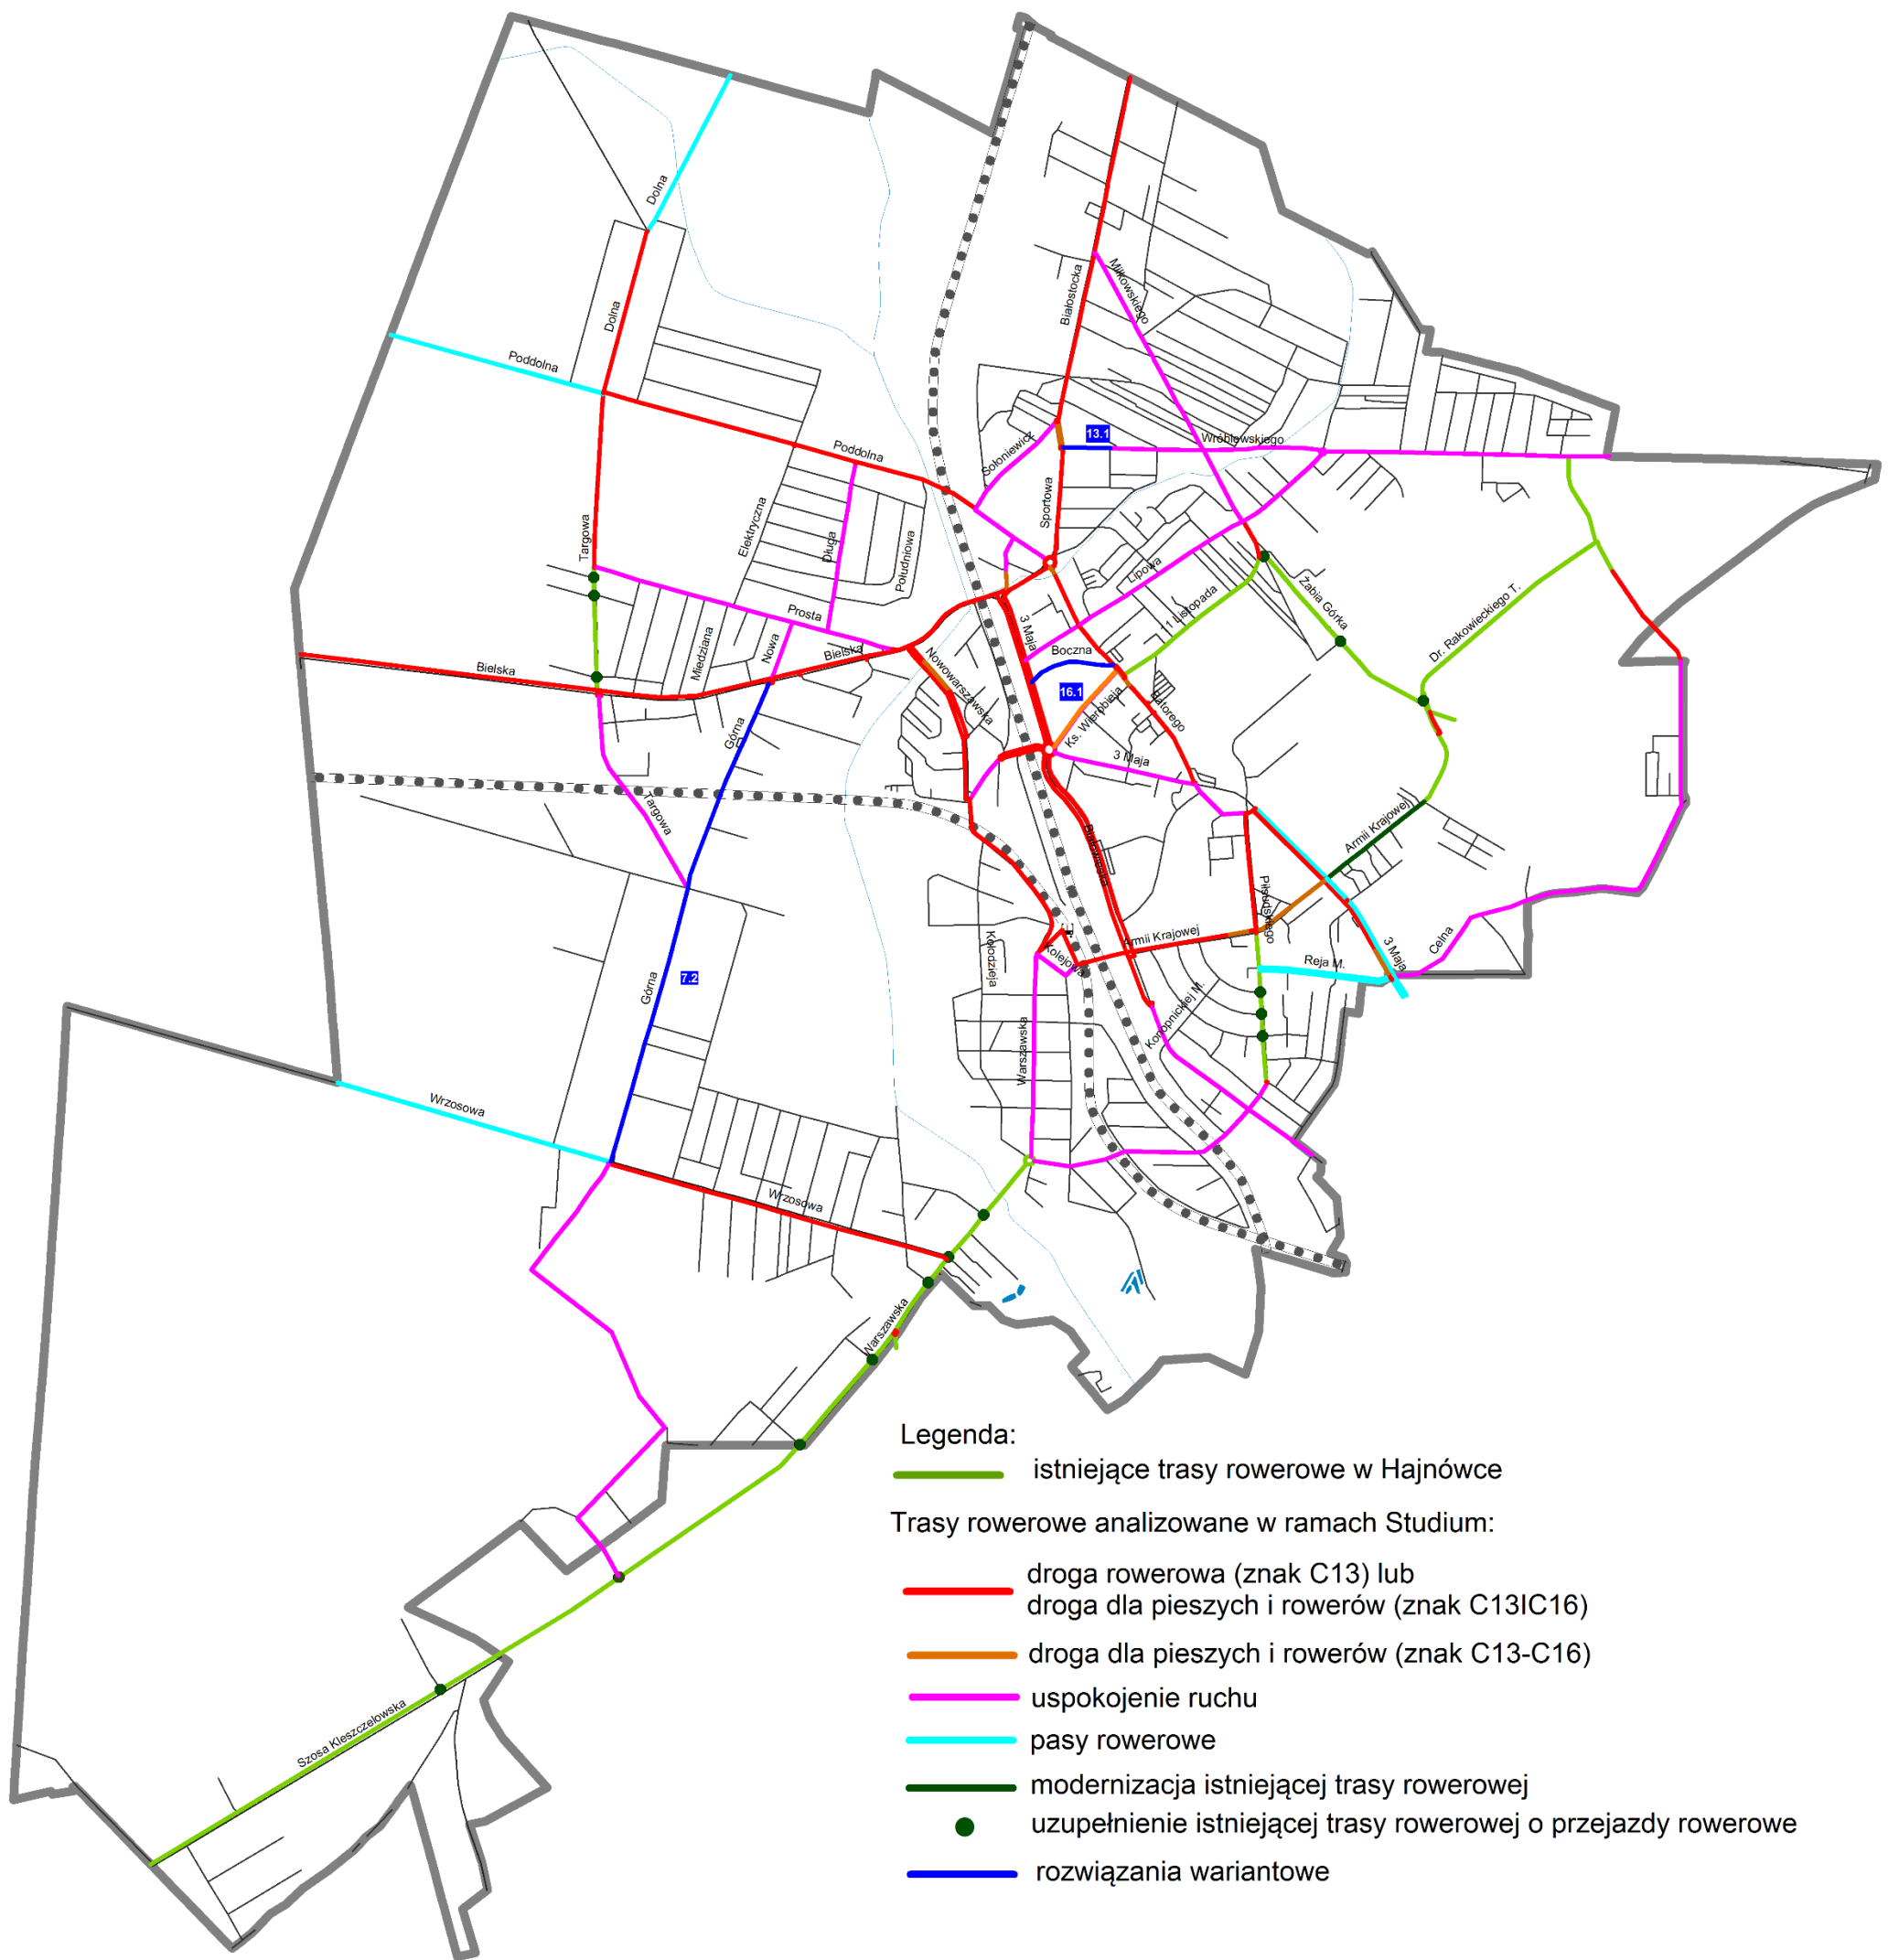 Dolna
Dolna
Poddolna
Białostocka
Miłkowskiego
13.1
Wróblewskiego
Sołoniewicz
Poddolna
Sportowa
Elektryczna
Targowa
Długa
Południowa
Lipowa
11 Listopada
Żabia Górka
Dr. Rakowieckiego T.
Prosta
3 Maja
Boczna
Miedziana
Nowa
Bielska
Bielska
Nowowarszawska
16.1
Ks. Wierobieja
Batorego
Górna
3 Maja
Targowa
Białowieska
Armii Krajowej
Piłsudskiego
Armii Krajowej
Kołodzieja
Kolejowa
Reja M.
3 Maja
Celna
Górna
7.2
Konopnickiej M.
Warszawska
Wrzosowa
Wrzosowa
Warszawska
Szosa Kleszczelowska
Legenda:
istniejące trasy rowerowe w Hajnówce
Trasy rowerowe analizowane w ramach Studium:
droga rowerowa (znak C13) lub
droga dla pieszych i rowerów (znak C13IC16)
droga dla pieszych i rowerów (znak C13-C16)
uspokojenie ruchu
pasy rowerowe
modernizacja istniejącej trasy rowerowej
uzupełnienie istniejącej trasy rowerowej o przejazdy rowerowe
rozwiązania wariantowe